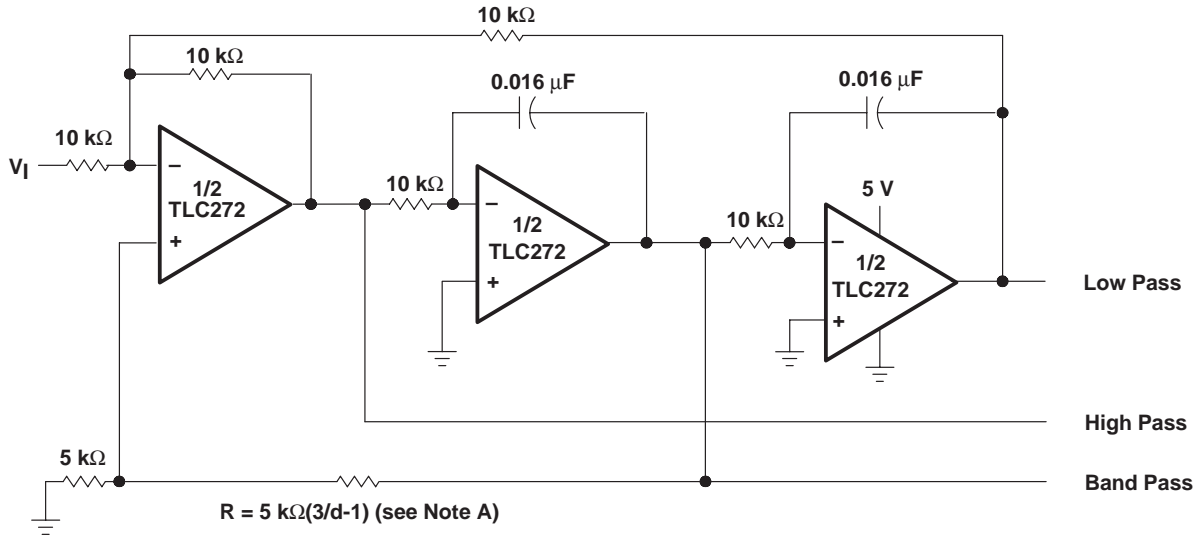 10 kΩ
10 kΩ
0.016 μF
0.016 μF
10 kΩ
VI
−
+
1/2
TLC272
10 kΩ
−
+
1/2
TLC272
10 kΩ
5 V
−
+
1/2
TLC272
Low Pass
High Pass
5 kΩ
Band Pass
R = 5 kΩ(3/d-1) (see Note A)